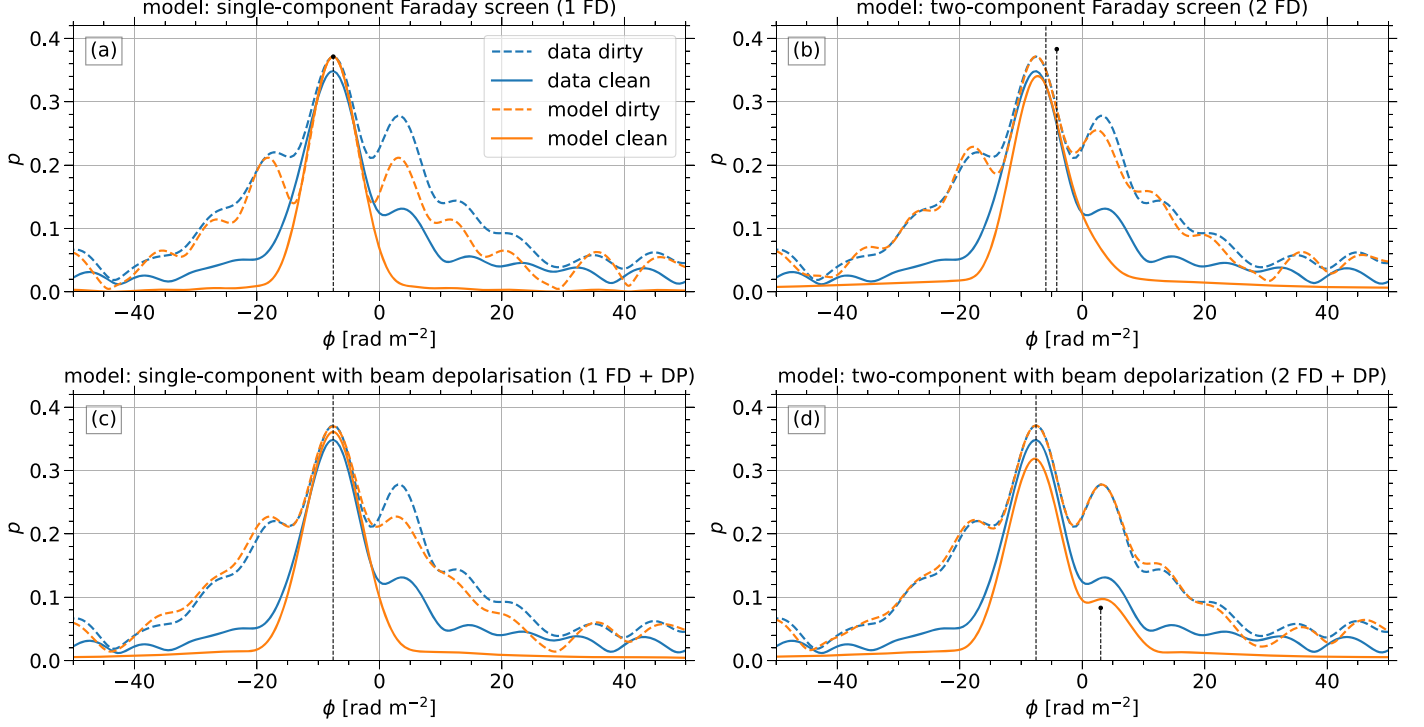 model: single-component Faraday screen (1 FD)
(a)
data dirty
data clean
model dirty
model clean
p
0.4
0.3
0.2
0.1
0.0
−40 −20 0 20 40
ϕ [rad m⁻²]
model: two-component Faraday screen (2 FD)
(b)
p
0.4
0.3
0.2
0.1
0.0
−40 −20 0 20 40
ϕ [rad m⁻²]
model: single-component with beam depolarisation (1 FD + DP)
(c)
p
0.4
0.3
0.2
0.1
0.0
−40 −20 0 20 40
ϕ [rad m⁻²]
model: two-component with beam depolarization (2 FD + DP)
(d)
p
0.4
0.3
0.2
0.1
0.0
−40 −20 0 20 40
ϕ [rad m⁻²]